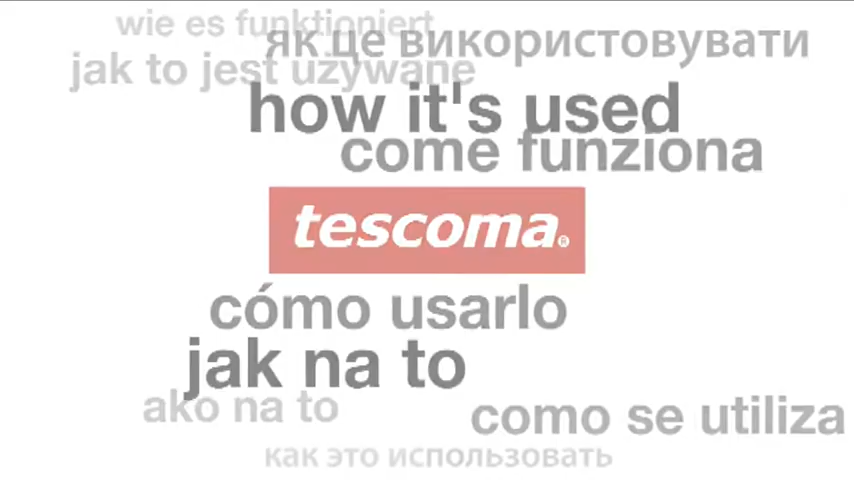 wie es funktioniert
як це використовувати
jak to jest używane
how it's used
come funziona
tescoma®
cómo usarlo
jak na to
ako na to
como se utiliza
как это использовать